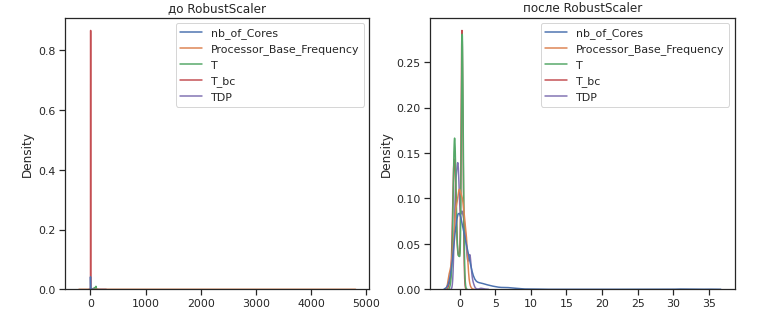 до RobustScaler
Density
0.0
0.2
0.4
0.6
0.8
0
1000
2000
3000
4000
5000
nb_of_Cores
Processor_Base_Frequency
T
T_bc
TDP
после RobustScaler
Density
0.00
0.05
0.10
0.15
0.20
0.25
0
5
10
15
20
25
30
35
nb_of_Cores
Processor_Base_Frequency
T
T_bc
TDP